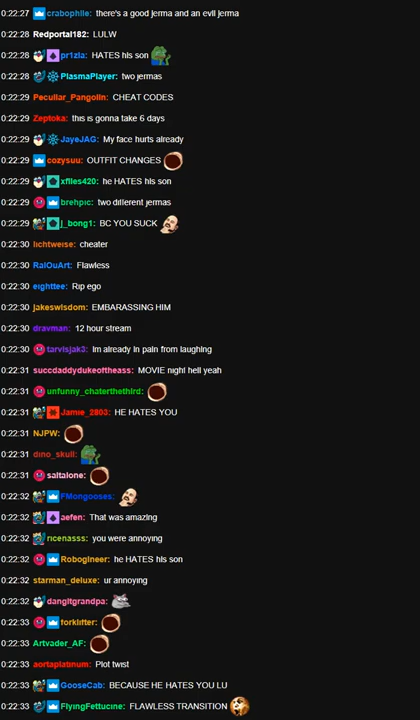 0:22:27 crabophile: there's a good jerma and an evil jerma
0:22:28 Redportal182: LULW
0:22:28 pr1zla: HATES his son
0:22:28 PlasmaPlayer: two jermas
0:22:29 Peculiar_Pangolin: CHEAT CODES
0:22:29 Zeptoka: this is gonna take 6 days
0:22:29 JayeJAG: My face hurts already
0:22:29 cozysuu: OUTFIT CHANGES
0:22:29 xfiles420: he HATES his son
0:22:29 brehpic: two different jermas
0:22:29 j_bong1: BC YOU SUCK
0:22:30 lichtweise: cheater
0:22:30 RalOuArt: Flawless
0:22:30 eighttee: Rip ego
0:22:30 jakeswisdom: EMBARASSING HIM
0:22:30 dravman: 12 hour stream
0:22:30 tarvisjak3: Im already in pain from laughing
0:22:31 succdaddydukeoftheass: MOVIE night hell yeah
0:22:31 unfunny_chaterthethird:
0:22:31 Jamie_2803: HE HATES YOU
0:22:31 NJPW:
0:22:31 dino_skull:
0:22:31 saltalone:
0:22:32 FMongooses:
0:22:32 aefen: That was amazing
0:22:32 ricenasss: you were annoying
0:22:32 Robogineer: he HATES his son
0:22:32 starman_deluxe: ur annoying
0:22:32 dangitgrandpa:
0:22:33 forklifter:
0:22:33 Artvader_AF:
0:22:33 aortaplatinum: Plot twist
0:22:33 GooseCab: BECAUSE HE HATES YOU LU
0:22:33 FlyingFettucine: FLAWLESS TRANSITION